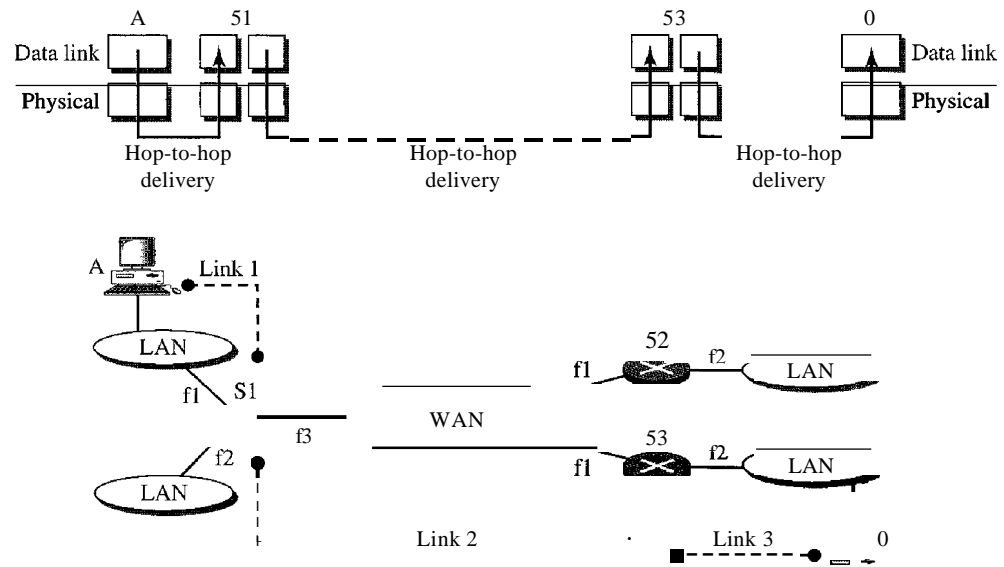 A 51 53 0
Data link Data link
Physical Physical
Hop-to-hop Hop-to-hop Hop-to-hop
delivery delivery delivery
A Link 1
LAN 52
f1 f2 LAN
f1 S1
WAN
f3 53
f2 f1 f2 LAN
LAN
Link 2 Link 3 0